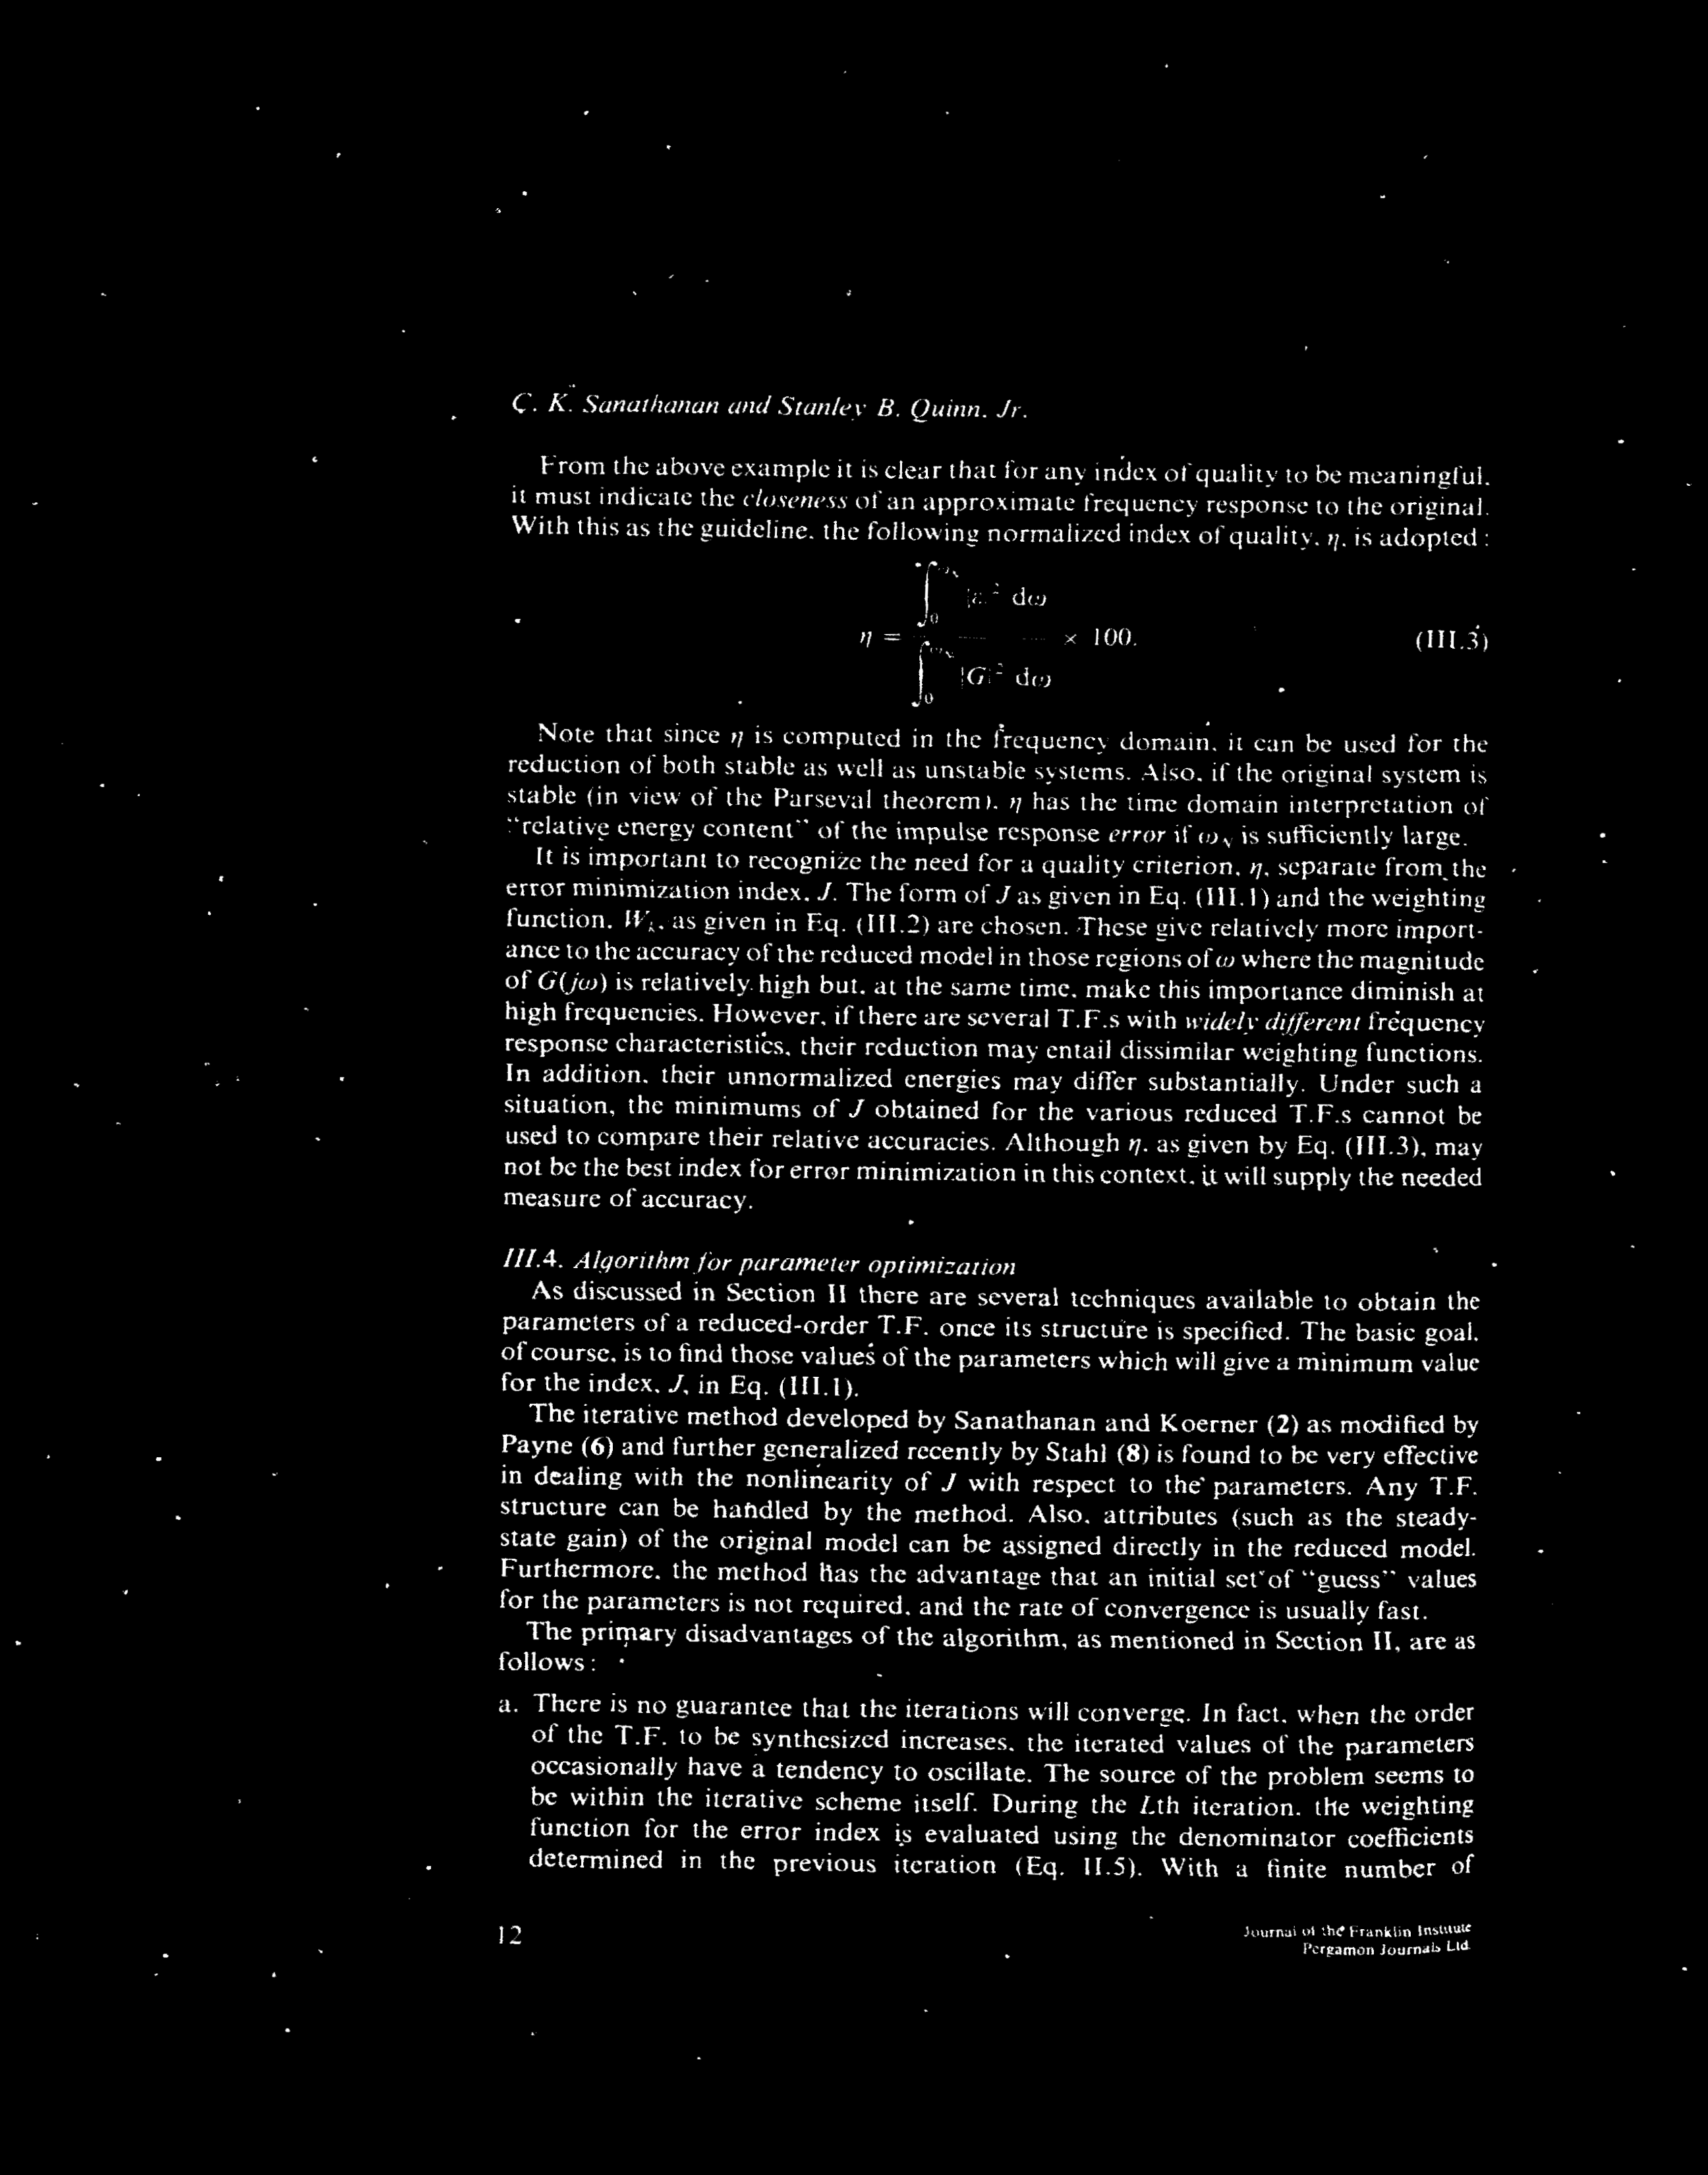 C. K. Sanathanan and Stanley B. Quinn, Jr.
From the above example it is clear that for any index of quality to be meaningful,
it must indicate the closeness of an approximate frequency response to the original.
With this as the guideline, the following normalized index of quality, η, is adopted :
η = ∫₀^{ω_N} |ε|² dω / ∫₀^{ω_N} |G|² dω × 100. (III.3)
Note that since η is computed in the frequency domain, it can be used for the
reduction of both stable as well as unstable systems. Also, if the original system is
stable (in view of the Parseval theorem), η has the time domain interpretation of
"relative energy content" of the impulse response error if ω_N is sufficiently large.
It is important to recognize the need for a quality criterion, η, separate from the
error minimization index, J. The form of J as given in Eq. (III.1) and the weighting
function, W_k, as given in Eq. (III.2) are chosen. These give relatively more import-
ance to the accuracy of the reduced model in those regions of ω where the magnitude
of G(jω) is relatively high but, at the same time, make this importance diminish at
high frequencies. However, if there are several T.F.s with widely different frequency
response characteristics, their reduction may entail dissimilar weighting functions.
In addition, their unnormalized energies may differ substantially. Under such a
situation, the minimums of J obtained for the various reduced T.F.s cannot be
used to compare their relative accuracies. Although η, as given by Eq. (III.3), may
not be the best index for error minimization in this context, it will supply the needed
measure of accuracy.
III.4. Algorithm for parameter optimization
As discussed in Section II there are several techniques available to obtain the
parameters of a reduced-order T.F. once its structure is specified. The basic goal,
of course, is to find those values of the parameters which will give a minimum value
for the index, J, in Eq. (III.1).
The iterative method developed by Sanathanan and Koerner (2) as modified by
Payne (6) and further generalized recently by Stahl (8) is found to be very effective
in dealing with the nonlinearity of J with respect to the parameters. Any T.F.
structure can be handled by the method. Also, attributes (such as the steady-
state gain) of the original model can be assigned directly in the reduced model.
Furthermore, the method has the advantage that an initial set of "guess" values
for the parameters is not required, and the rate of convergence is usually fast.
The primary disadvantages of the algorithm, as mentioned in Section II, are as
follows :
a. There is no guarantee that the iterations will converge. In fact, when the order
of the T.F. to be synthesized increases, the iterated values of the parameters
occasionally have a tendency to oscillate. The source of the problem seems to
be within the iterative scheme itself. During the Lth iteration, the weighting
function for the error index is evaluated using the denominator coefficients
determined in the previous iteration (Eq. II.5). With a finite number of
12
Journal of the Franklin Institute
Pergamon Journals Ltd.